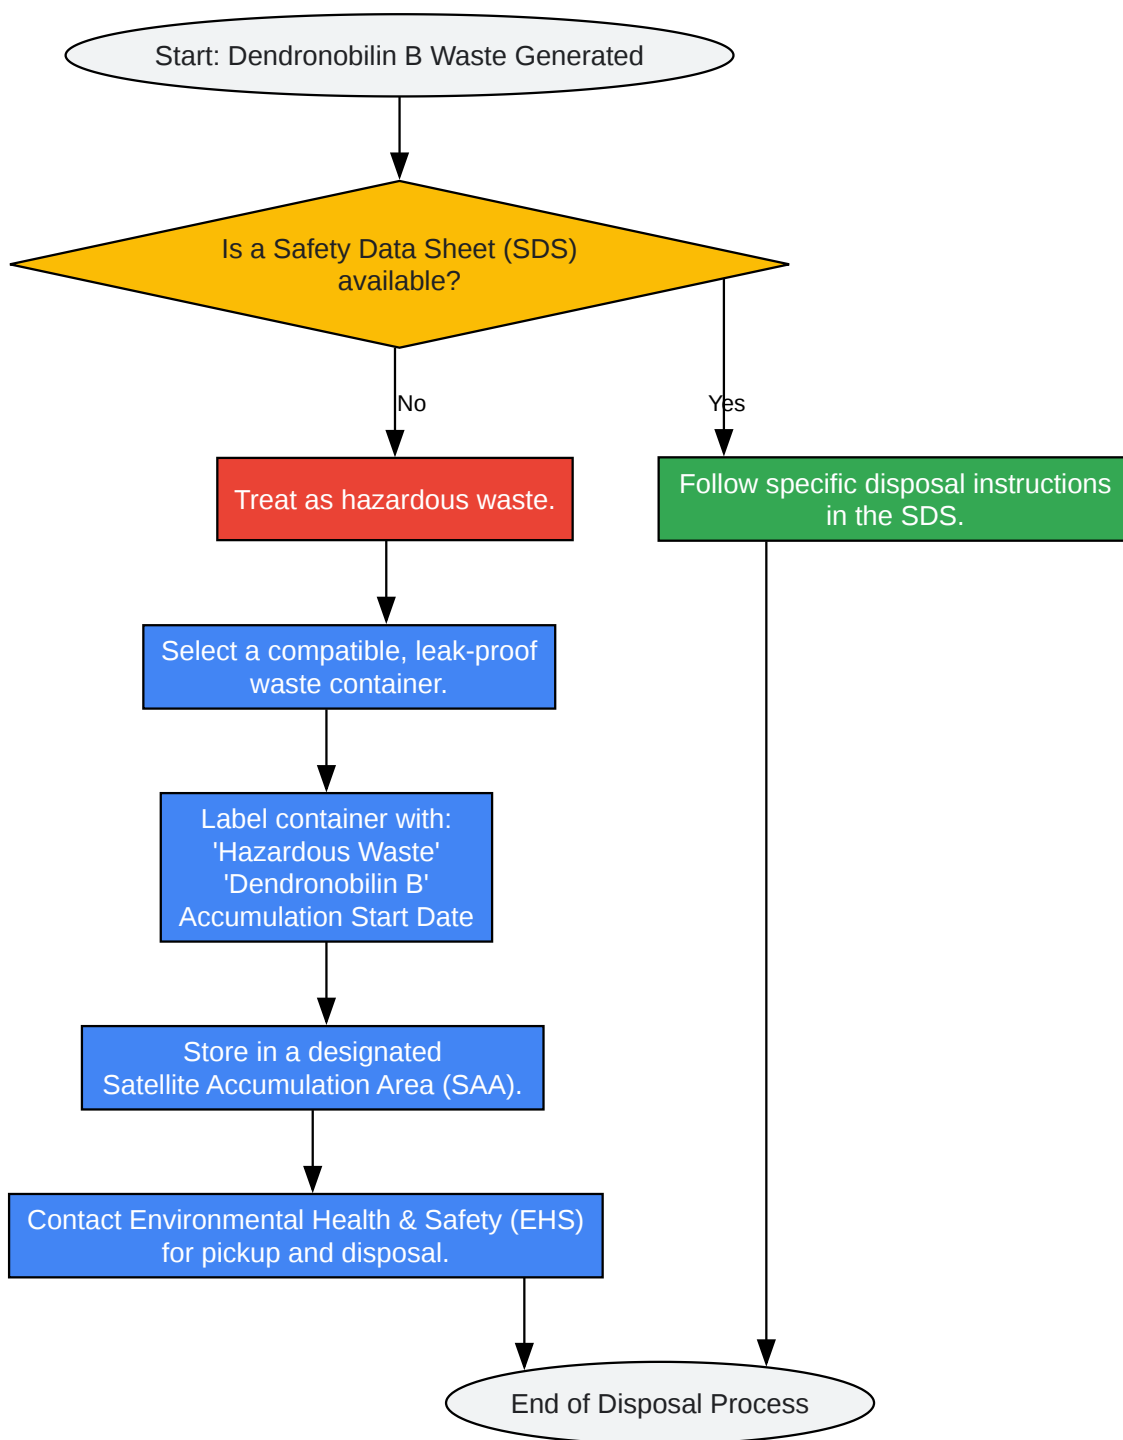 Start: Dendronobilin B Waste Generated
Is a Safety Data Sheet (SDS)
available?
No
Yes
Treat as hazardous waste.
Follow specific disposal instructions
in the SDS.
Select a compatible, leak-proof
waste container.
Label container with:
'Hazardous Waste'
'Dendronobilin B'
Accumulation Start Date
Store in a designated
Satellite Accumulation Area (SAA).
Contact Environmental Health & Safety (EHS)
for pickup and disposal.
End of Disposal Process